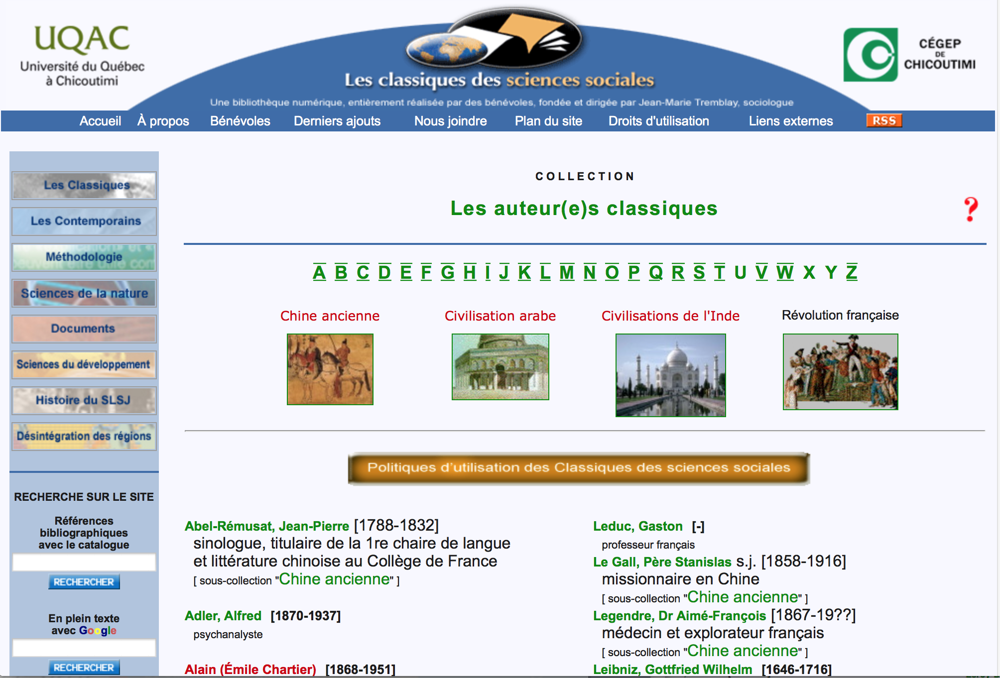 UQAC
Université du Québec
à Chicoutimi
CÉGEP
DE
CHICOUTIMI
Les classiques des sciences sociales
Une bibliothèque numérique, entièrement réalisée par des bénévoles, fondée et dirigée par Jean-Marie Tremblay, sociologue
Accueil À propos Bénévoles Derniers ajouts Nous joindre Plan du site Droits d'utilisation Liens externes RSS
Les Classiques
Les Contemporains
Méthodologie
Sciences de la nature
Documents
Sciences du développement
Histoire du SLSJ
Désintégration des régions
RECHERCHE SUR LE SITE
Références
bibliographiques
avec le catalogue
RECHERCHER
En plein texte
avec Google
RECHERCHER
COLLECTION
Les auteur(e)s classiques
?
A B C D E F G H I J K L M N O P Q R S T U V W X Y Z
Chine ancienne Civilisation arabe Civilisations de l'Inde Révolution française
Politiques d'utilisation des Classiques des sciences sociales
Abel-Rémusat, Jean-Pierre [1788-1832]
sinologue, titulaire de la 1re chaire de langue
et littérature chinoise au Collège de France
[ sous-collection "Chine ancienne" ]
Adler, Alfred [1870-1937]
psychanalyste
Alain (Émile Chartier) [1868-1951]
Leduc, Gaston [-]
professeur français
Le Gall, Père Stanislas s.j. [1858-1916]
missionnaire en Chine
[ sous-collection "Chine ancienne" ]
Legendre, Dr Aimé-François [1867-19??]
médecin et explorateur français
[ sous-collection "Chine ancienne" ]
Leibniz, Gottfried Wilhelm [1646-1716]